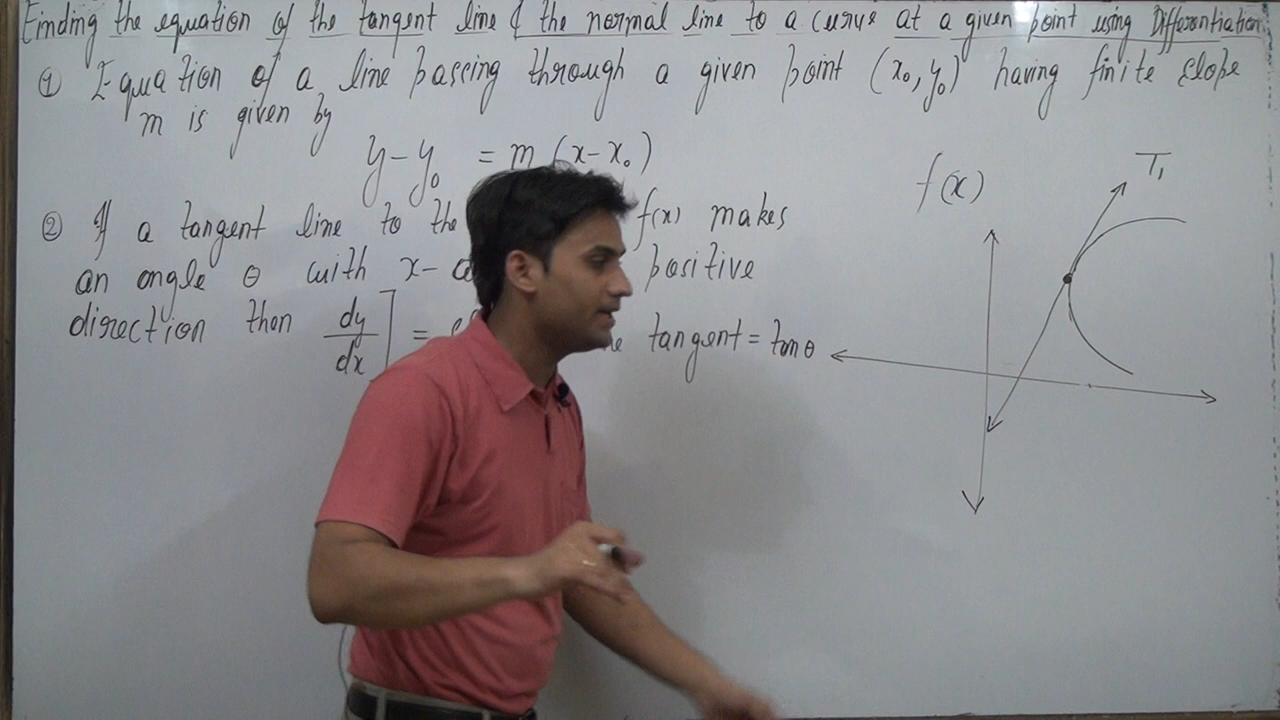 Finding the equation of the tangent line & the normal line to a curve at a given point using Differentiation.
① Equation of a line passing through a given point (x₀, y₀) having finite slope
m is given by
y - y₀ = m (x - x₀)
② If a tangent line to the f(x) makes
an angle θ with x- positive
direction then dy/dx] = tangent = tanθ
f(x)
T₁